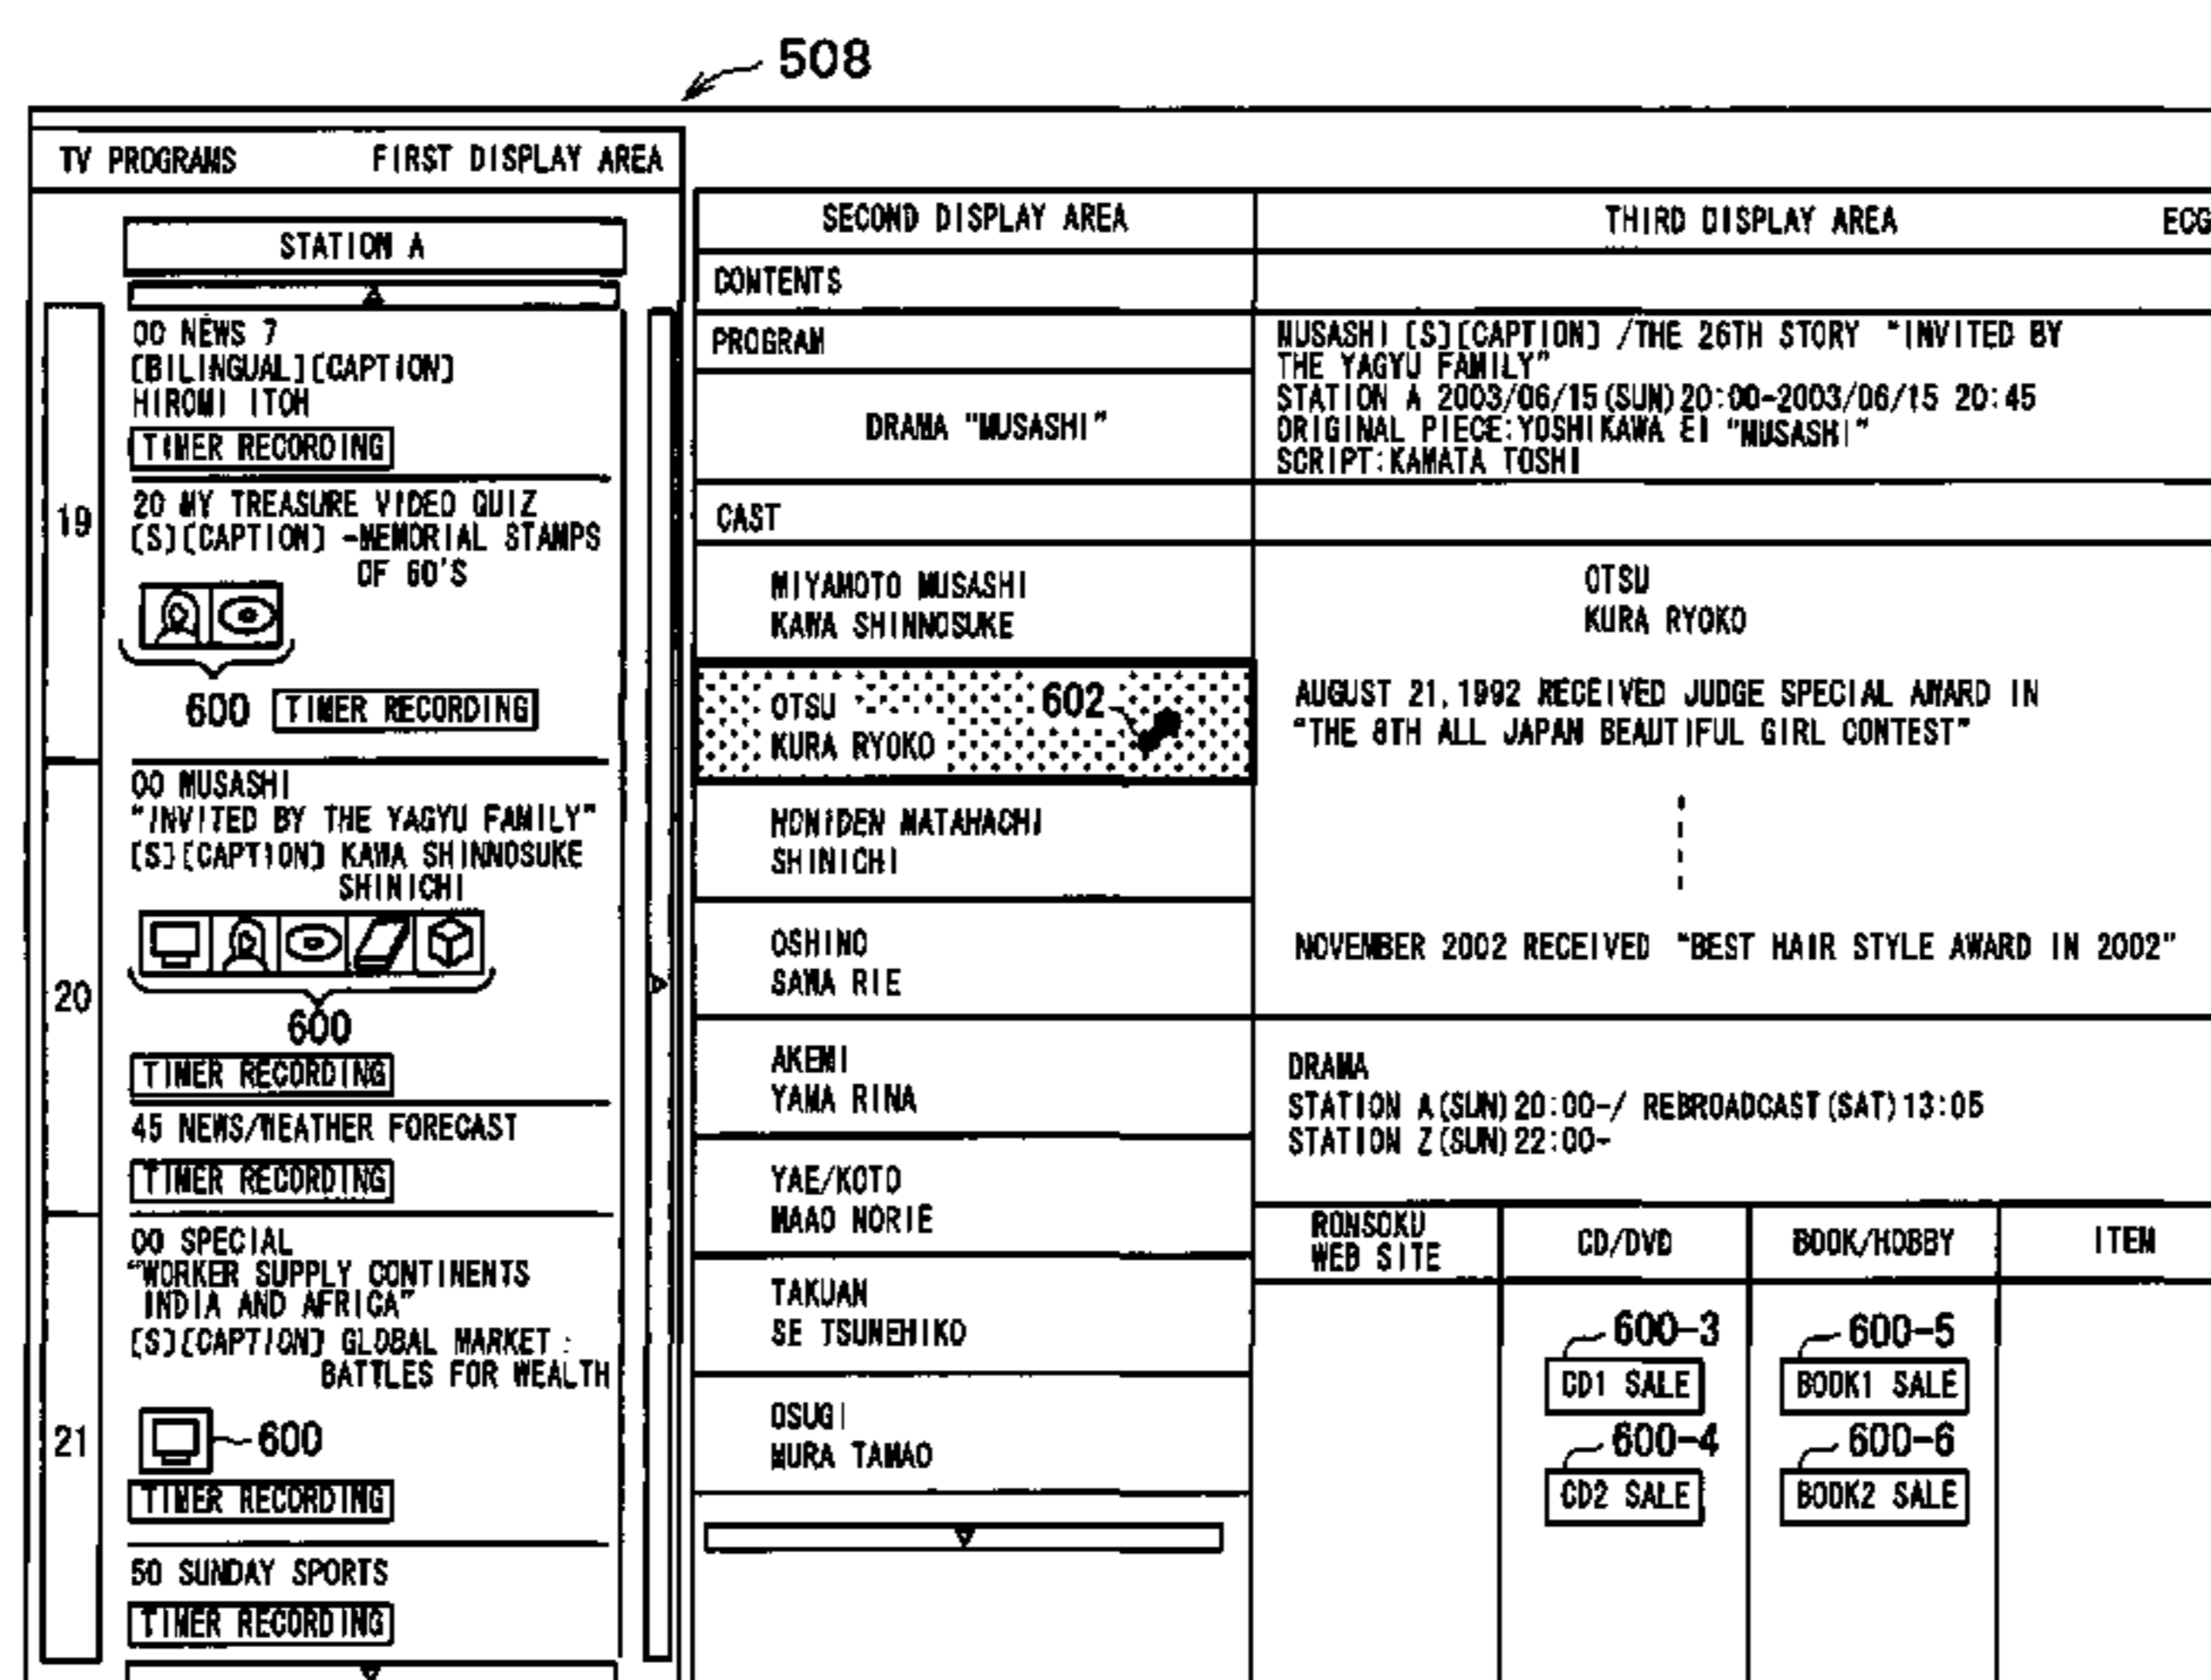 508
TV PROGRAMS FIRST DISPLAY AREA
STATION A
19
00 NEWS 7
[BILINGUAL][CAPTION]
HIROMI ITOH
TIMER RECORDING
20 MY TREASURE VIDEO QUIZ
[S][CAPTION] -MEMORIAL STAMPS
OF 60'S
600 TIMER RECORDING
20
00 MUSASHI
"INVITED BY THE YAGYU FAMILY"
[S][CAPTION] KAWA SHINNOSUKE
SHINICHI
600
TIMER RECORDING
45 NEWS/WEATHER FORECAST
TIMER RECORDING
21
00 SPECIAL
"WORKER SUPPLY CONTINENTS
INDIA AND AFRICA"
[S][CAPTION] GLOBAL MARKET :
BATTLES FOR WEALTH
600
TIMER RECORDING
50 SUNDAY SPORTS
TIMER RECORDING
SECOND DISPLAY AREA
CONTENTS
PROGRAM
DRAMA "MUSASHI"
CAST
MIYAMOTO MUSASHI
KAWA SHINNOSUKE
OTSU 602
KURA RYOKO
HONIDEN MATAHACHI
SHINICHI
OSHINO
SAWA RIE
AKEMI
YAMA RINA
YAE/KOTO
MAAO NORIE
TAKUAN
SE TSUNEHIKO
OSUGI
MURA TAMAO
THIRD DISPLAY AREA ECG
MUSASHI [S][CAPTION] /THE 26TH STORY "INVITED BY
THE YAGYU FAMILY"
STATION A 2003/06/15(SUN)20:00-2003/06/15 20:45
ORIGINAL PIECE:YOSHIKAWA EI "MUSASHI"
SCRIPT:KAMATA TOSHI
OTSU
KURA RYOKO
AUGUST 21,1992 RECEIVED JUDGE SPECIAL AWARD IN
"THE 8TH ALL JAPAN BEAUTIFUL GIRL CONTEST"
NOVEMBER 2002 RECEIVED "BEST HAIR STYLE AWARD IN 2002"
DRAMA
STATION A(SUN)20:00-/ REBROADCAST(SAT)13:05
STATION Z(SUN)22:00-
RONSOKU
WEB SITE
CD/DVD
BOOK/HOBBY
ITEM
600-3
CD1 SALE
600-4
CD2 SALE
600-5
BOOK1 SALE
600-6
BOOK2 SALE